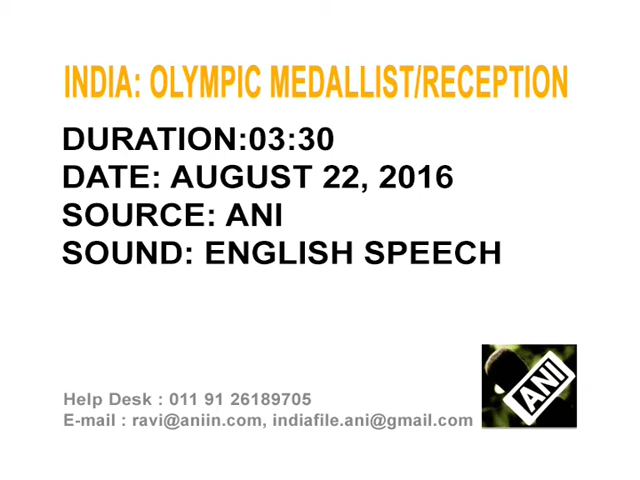 INDIA: OLYMPIC MEDALLIST/RECEPTION
DURATION:03:30
DATE: AUGUST 22, 2016
SOURCE: ANI
SOUND: ENGLISH SPEECH
ANI
Help Desk : 011 91 26189705
E-mail : ravi@aniin.com, indiafile.ani@gmail.com